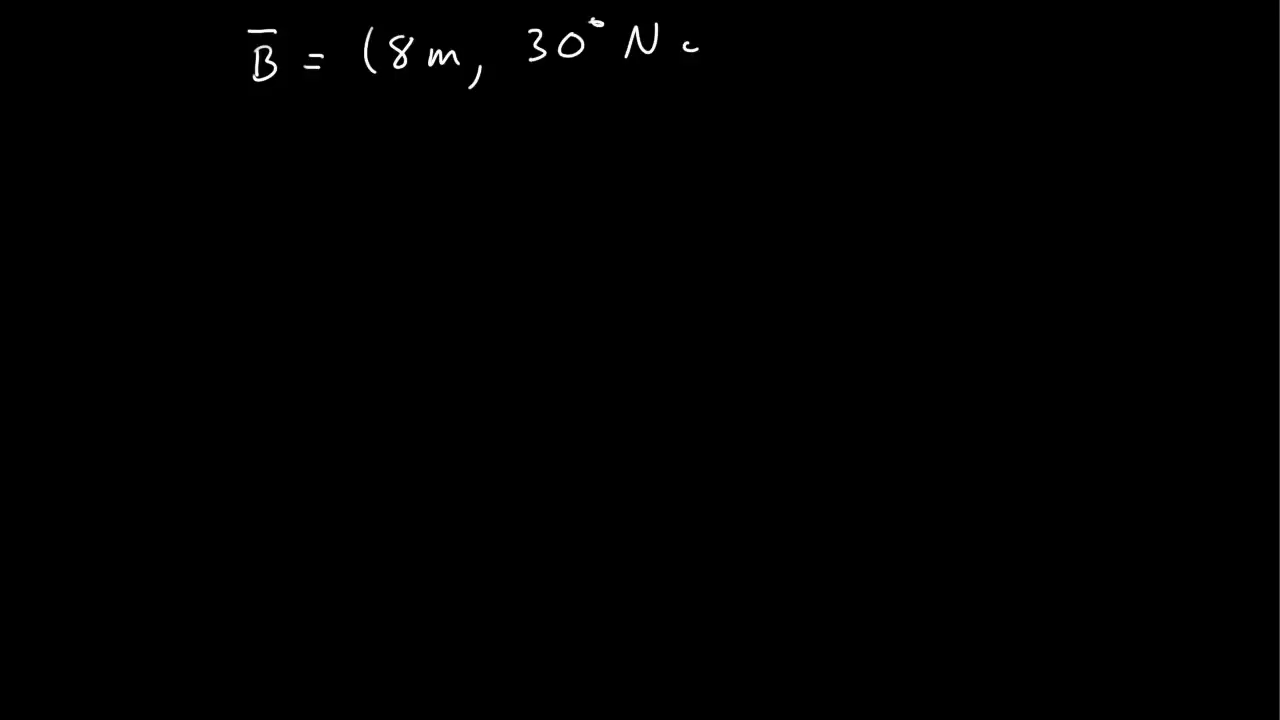 B̅ = (8m, 30° N